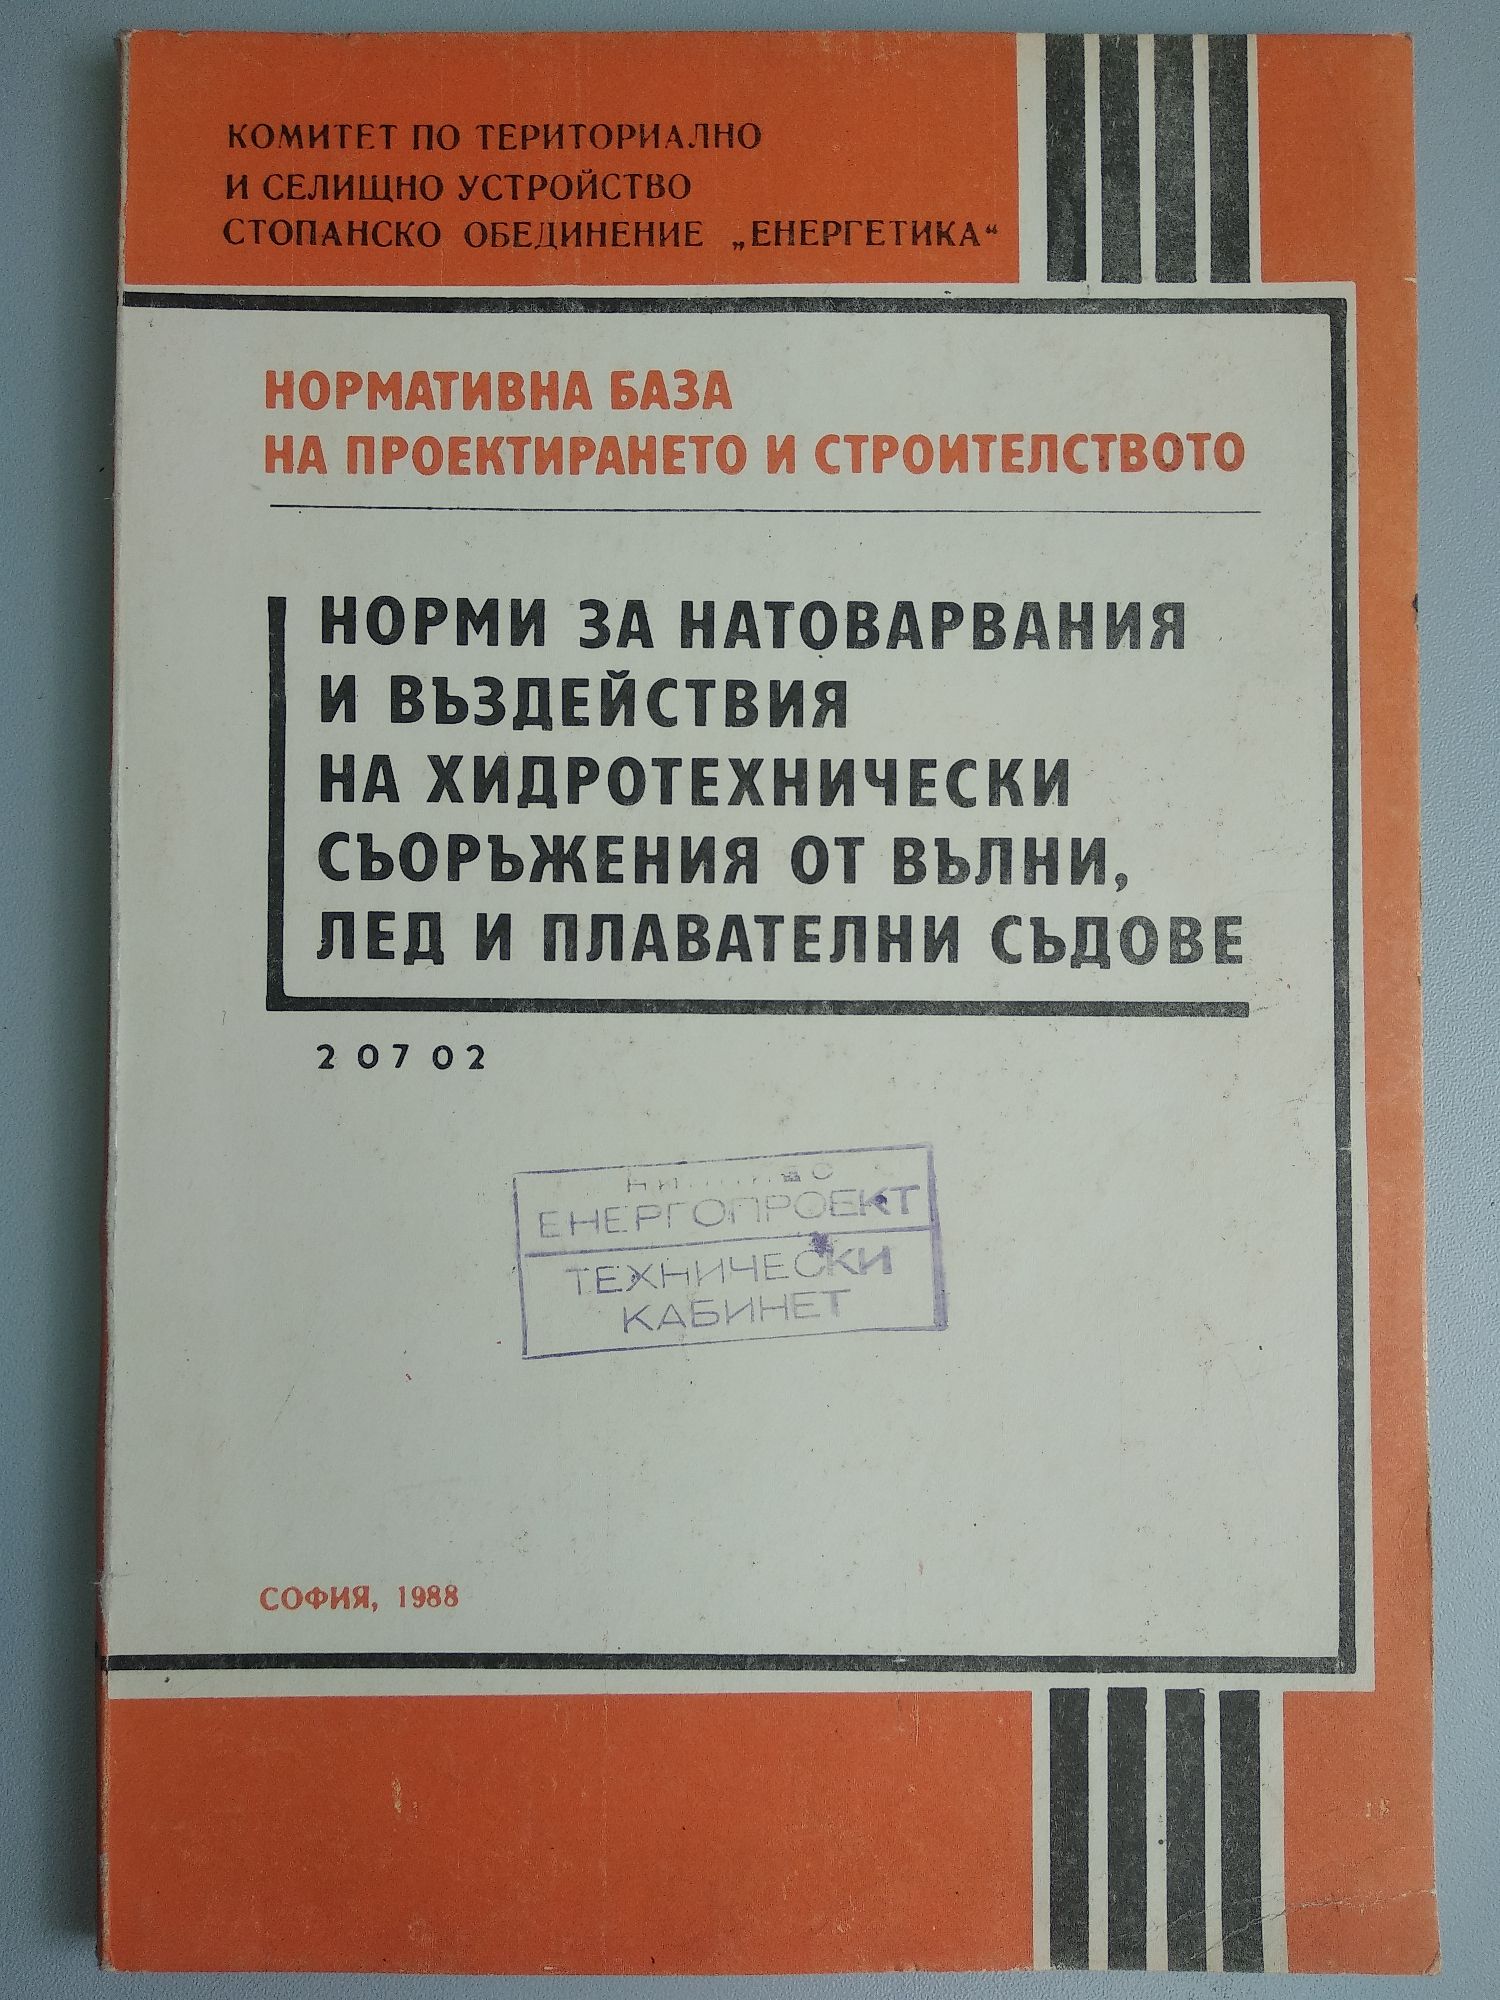 КОМИТЕТ ПО ТЕРИТОРИАЛНО
И СЕЛИЩНО УСТРОЙСТВО
СТОПАНСКО ОБЕДИНЕНИЕ „ЕНЕРГЕТИКА“
НОРМАТИВНА БАЗА
НА ПРОЕКТИРАНЕТО И СТРОИТЕЛСТВОТО
НОРМИ ЗА НАТОВАРВАНИЯ
И ВЪЗДЕЙСТВИЯ
НА ХИДРОТЕХНИЧЕСКИ
СЪОРЪЖЕНИЯ ОТ ВЪЛНИ,
ЛЕД И ПЛАВАТЕЛНИ СЪДОВЕ
2 07 02
ЕНЕРГОПРОЕКТ
ТЕХНИЧЕСКИ
КАБИНЕТ
СОФИЯ, 1988